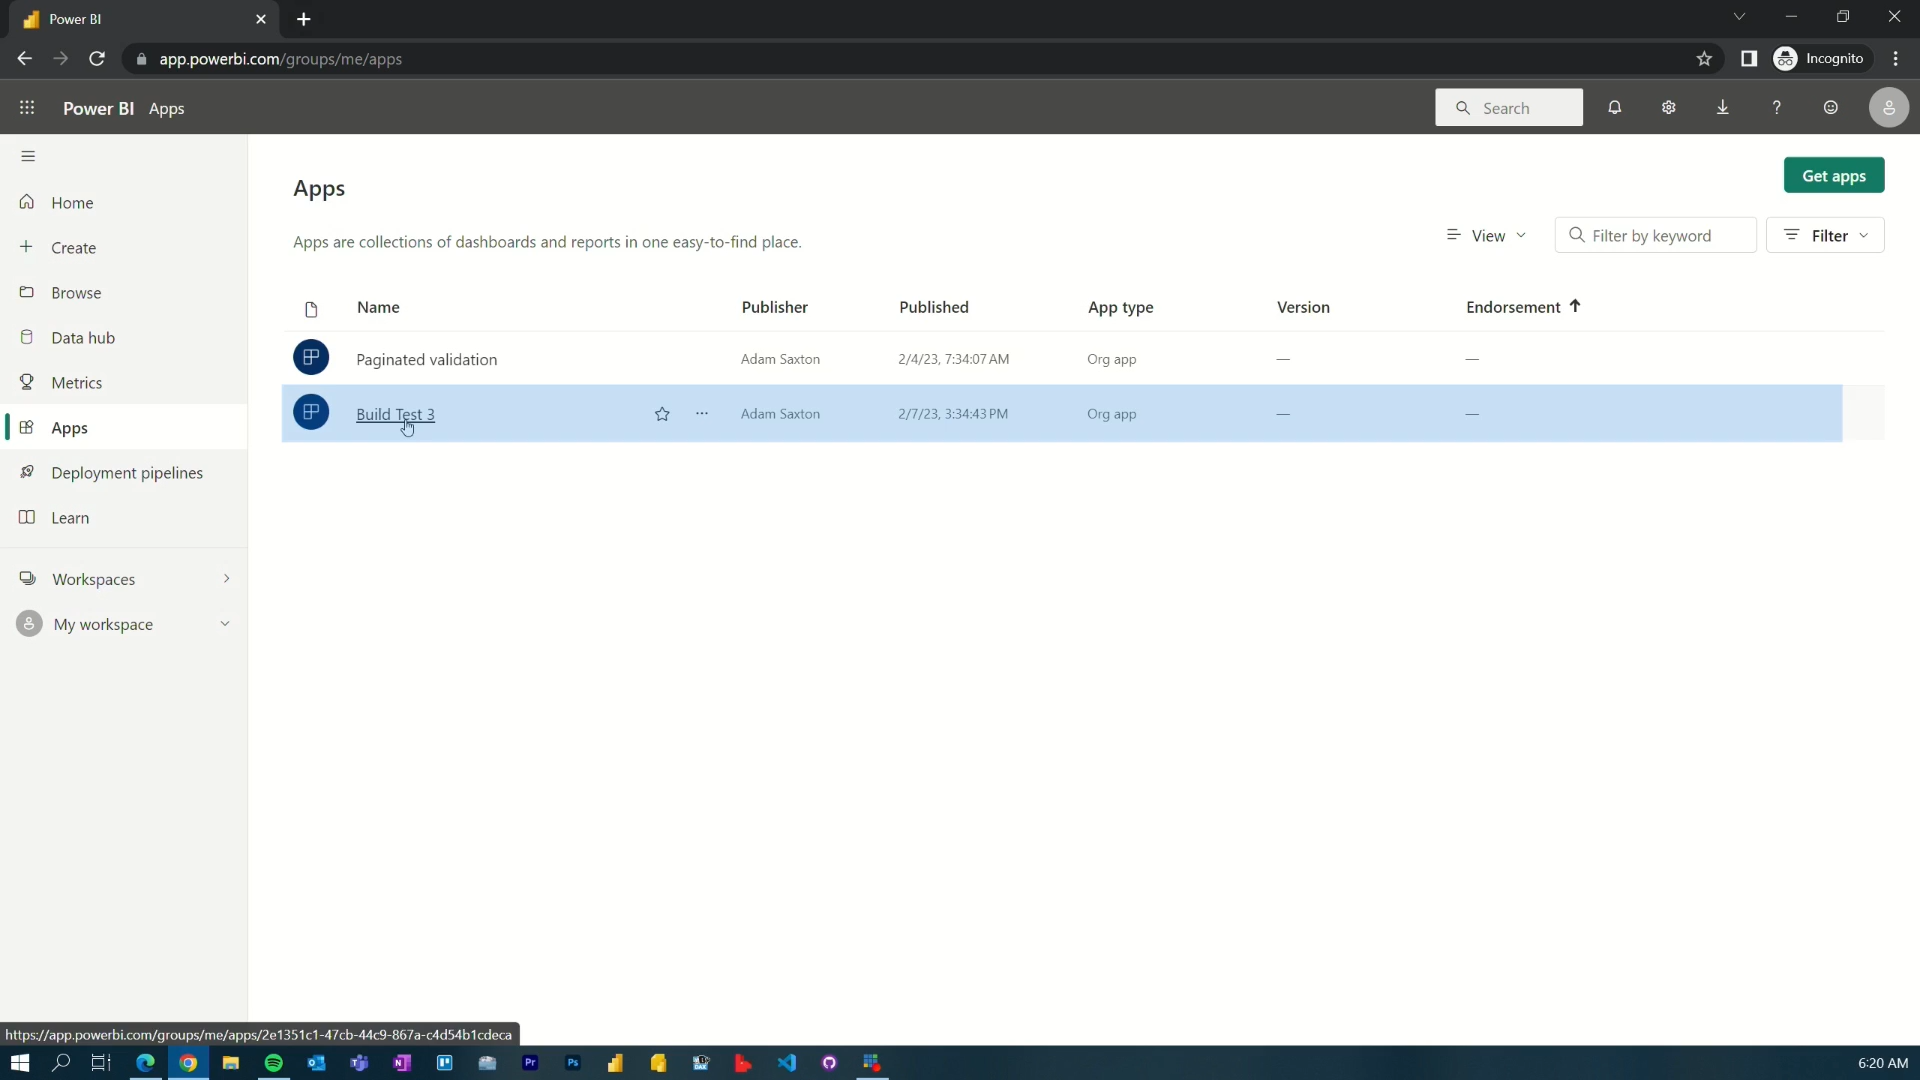 Power BI
app.powerbi.com/groups/me/apps
Incognito
Power BI Apps
Search
Home
Create
Browse
Data hub
Metrics
Apps
Deployment pipelines
Learn
Workspaces
My workspace
Apps
Get apps
Apps are collections of dashboards and reports in one easy-to-find place.
View
Filter by keyword
Filter
Name Publisher Published App type Version Endorsement
Paginated validation Adam Saxton 2/4/23, 7:34:07 AM Org app — —
Build Test 3 Adam Saxton 2/7/23, 3:34:43 PM Org app — —
https://app.powerbi.com/groups/me/apps/2e1351c1-47cb-44c9-867a-c4d54b1cdeca
Pr
Ps
DAX
6:20 AM